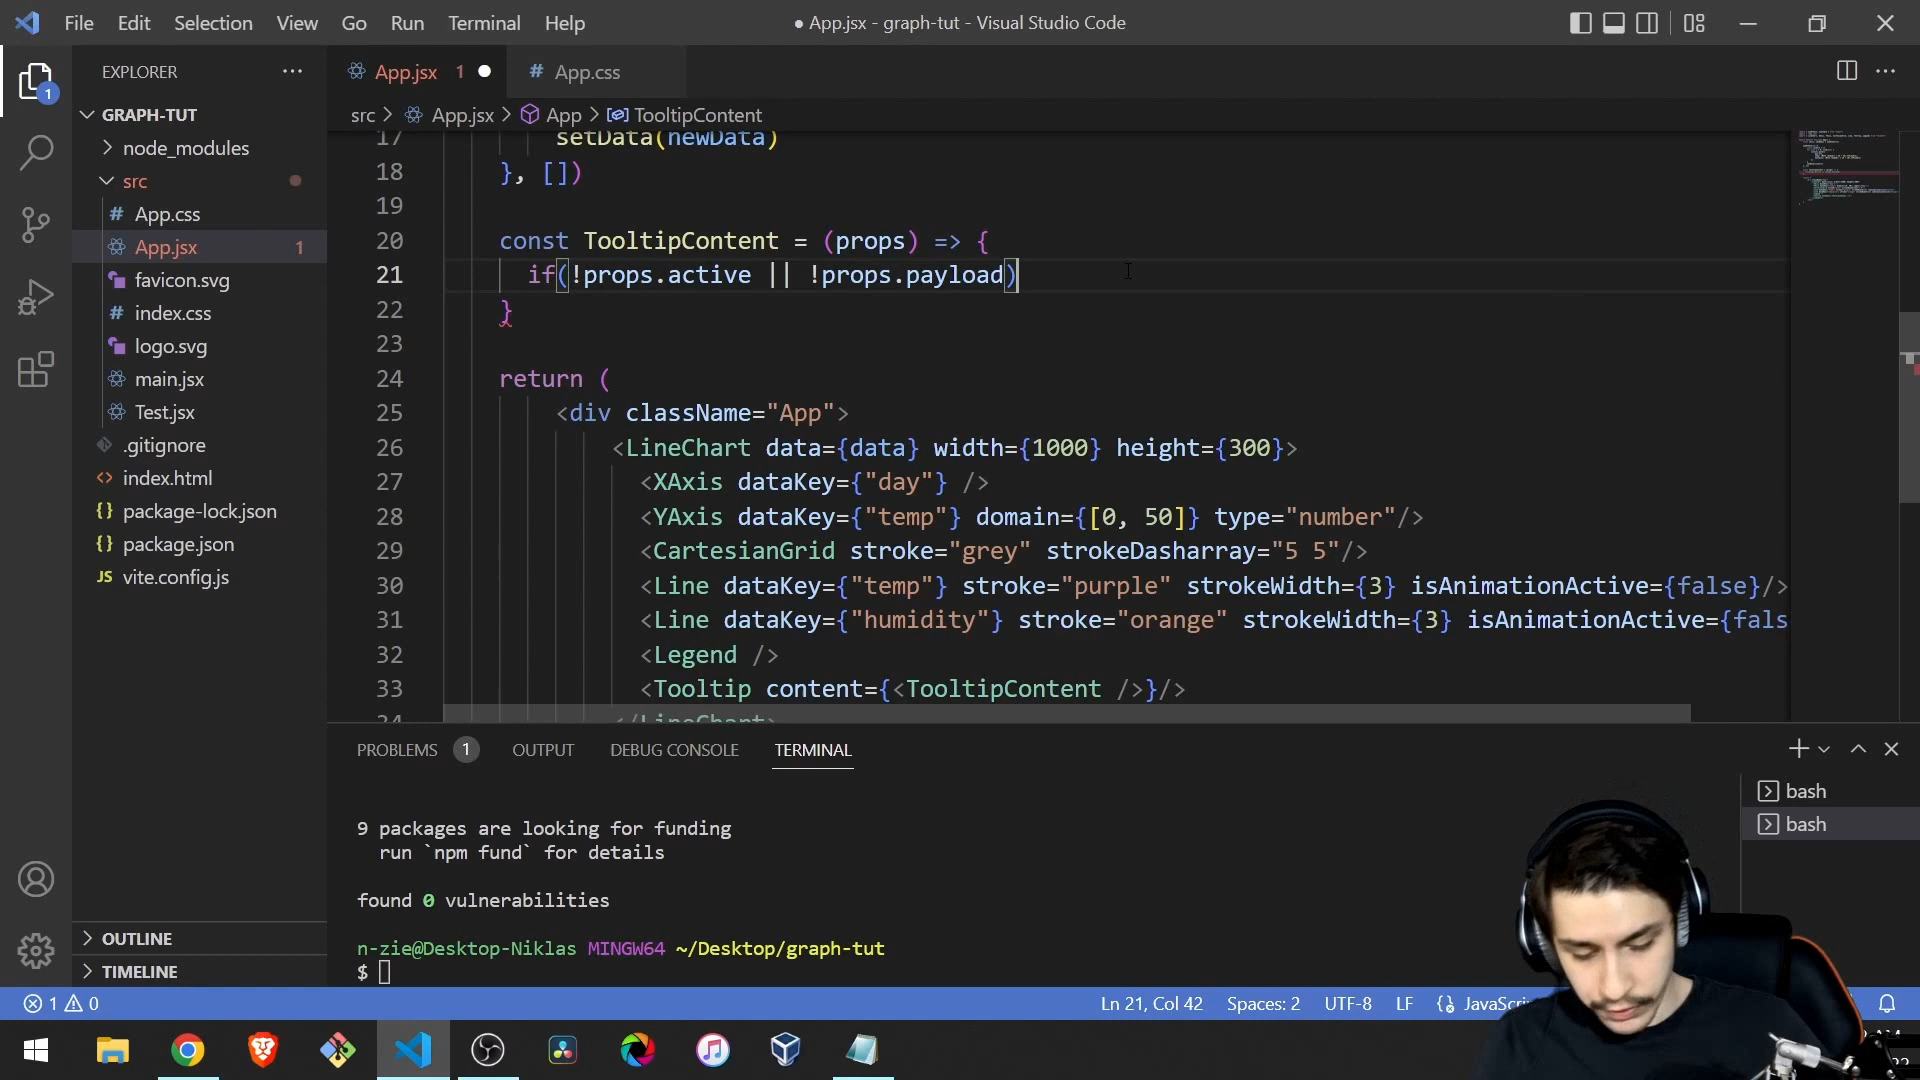 File Edit Selection View Go Run Terminal Help
● App.jsx - graph-tut - Visual Studio Code
EXPLORER
App.jsx 1
# App.css
1
GRAPH-TUT
node_modules
src
# App.css
App.jsx 1
favicon.svg
# index.css
logo.svg
main.jsx
Test.jsx
.gitignore
index.html
{} package-lock.json
{} package.json
JS vite.config.js
OUTLINE
TIMELINE
src > App.jsx > App > TooltipContent
17 setData(newData)
18 }, [])
19
20 const TooltipContent = (props) => {
21 if(!props.active || !props.payload)
22 }
23
24 return (
25 <div className="App">
26 <LineChart data={data} width={1000} height={300}>
27 <XAxis dataKey={"day"} />
28 <YAxis dataKey={"temp"} domain={[0, 50]} type="number"/>
29 <CartesianGrid stroke="grey" strokeDasharray="5 5"/>
30 <Line dataKey={"temp"} stroke="purple" strokeWidth={3} isAnimationActive={false}/>
31 <Line dataKey={"humidity"} stroke="orange" strokeWidth={3} isAnimationActive={fals
32 <Legend />
33 <Tooltip content={<TooltipContent />}/>
34 </LineChart>
PROBLEMS 1 OUTPUT DEBUG CONSOLE TERMINAL
9 packages are looking for funding
run `npm fund` for details
found 0 vulnerabilities
n-zie@Desktop-Niklas MINGW64 ~/Desktop/graph-tut
$
bash
bash
1 0
Ln 21, Col 42 Spaces: 2 UTF-8 LF {} JavaScri